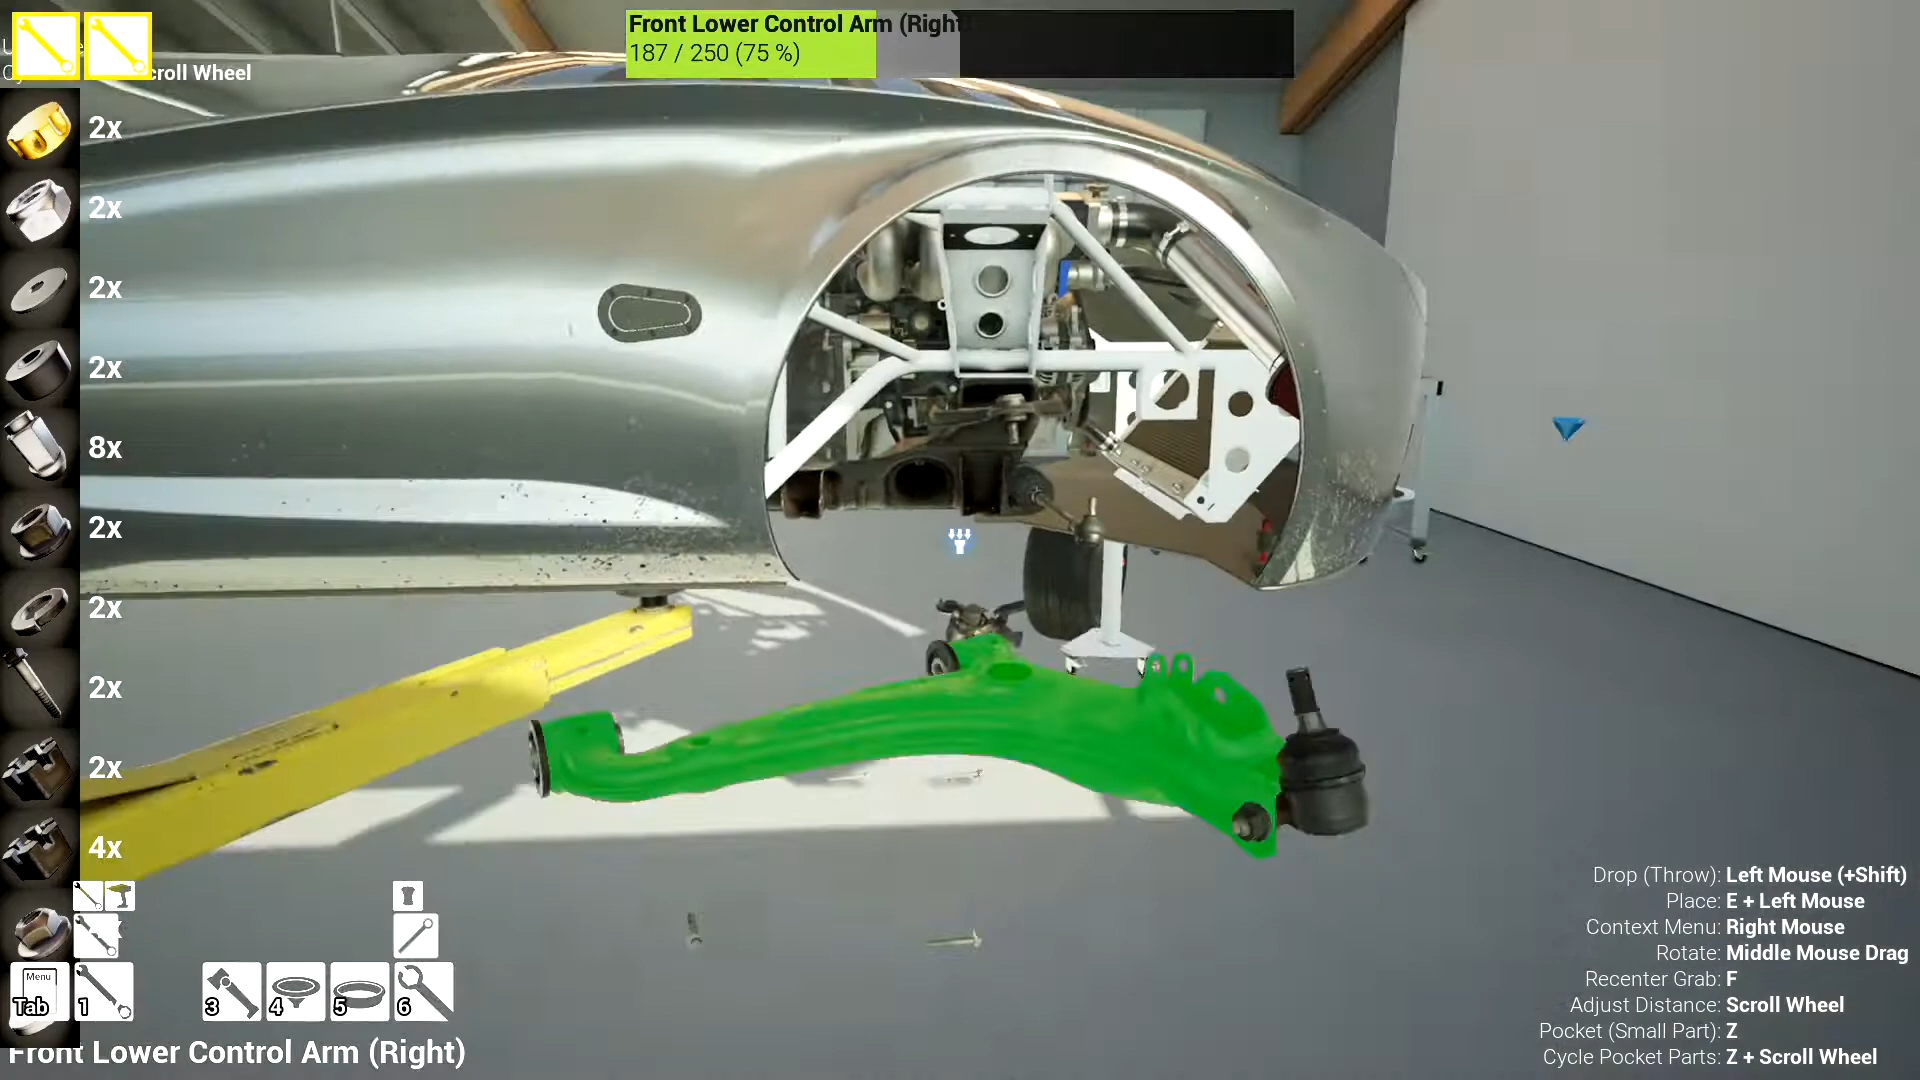 Front Lower Control Arm (Right)
187 / 250 (75 %)
croll Wheel
2x
2x
2x
2x
8x
2x
2x
2x
2x
4x
Menu
Tab
1
3
4
5
6
Front Lower Control Arm (Right)
Drop (Throw): Left Mouse (+Shift)
Place: E + Left Mouse
Context Menu: Right Mouse
Rotate: Middle Mouse Drag
Recenter Grab: F
Adjust Distance: Scroll Wheel
Pocket (Small Part): Z
Cycle Pocket Parts: Z + Scroll Wheel